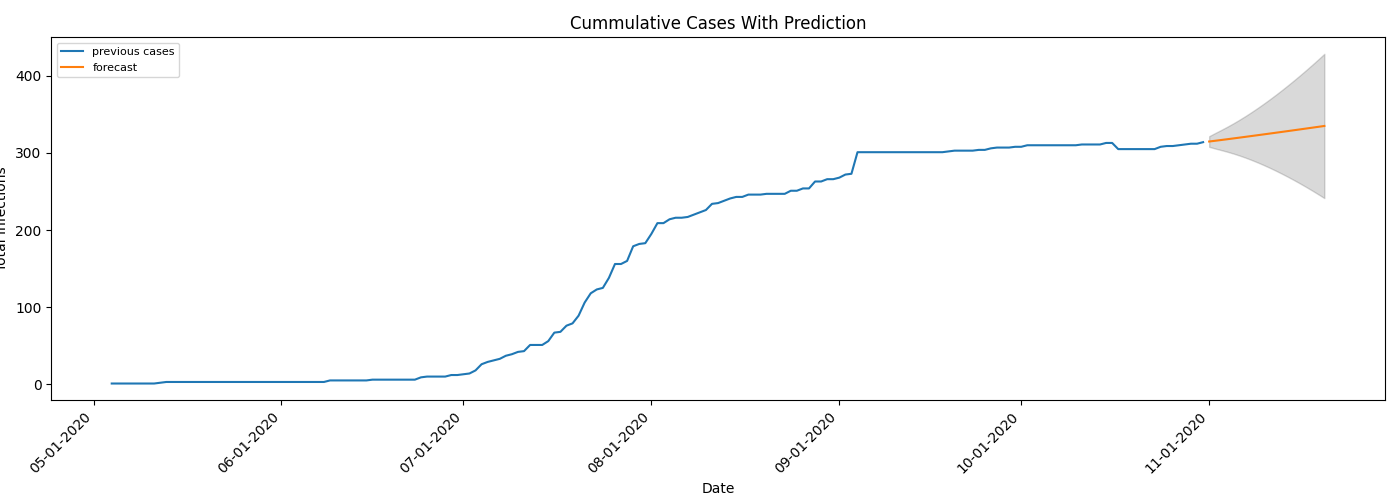 Cummulative Cases With Prediction
previous cases
forecast
400
300
200
100
0
05-01-2020
06-01-2020
07-01-2020
08-01-2020
09-01-2020
10-01-2020
11-01-2020
Date
Total Infections